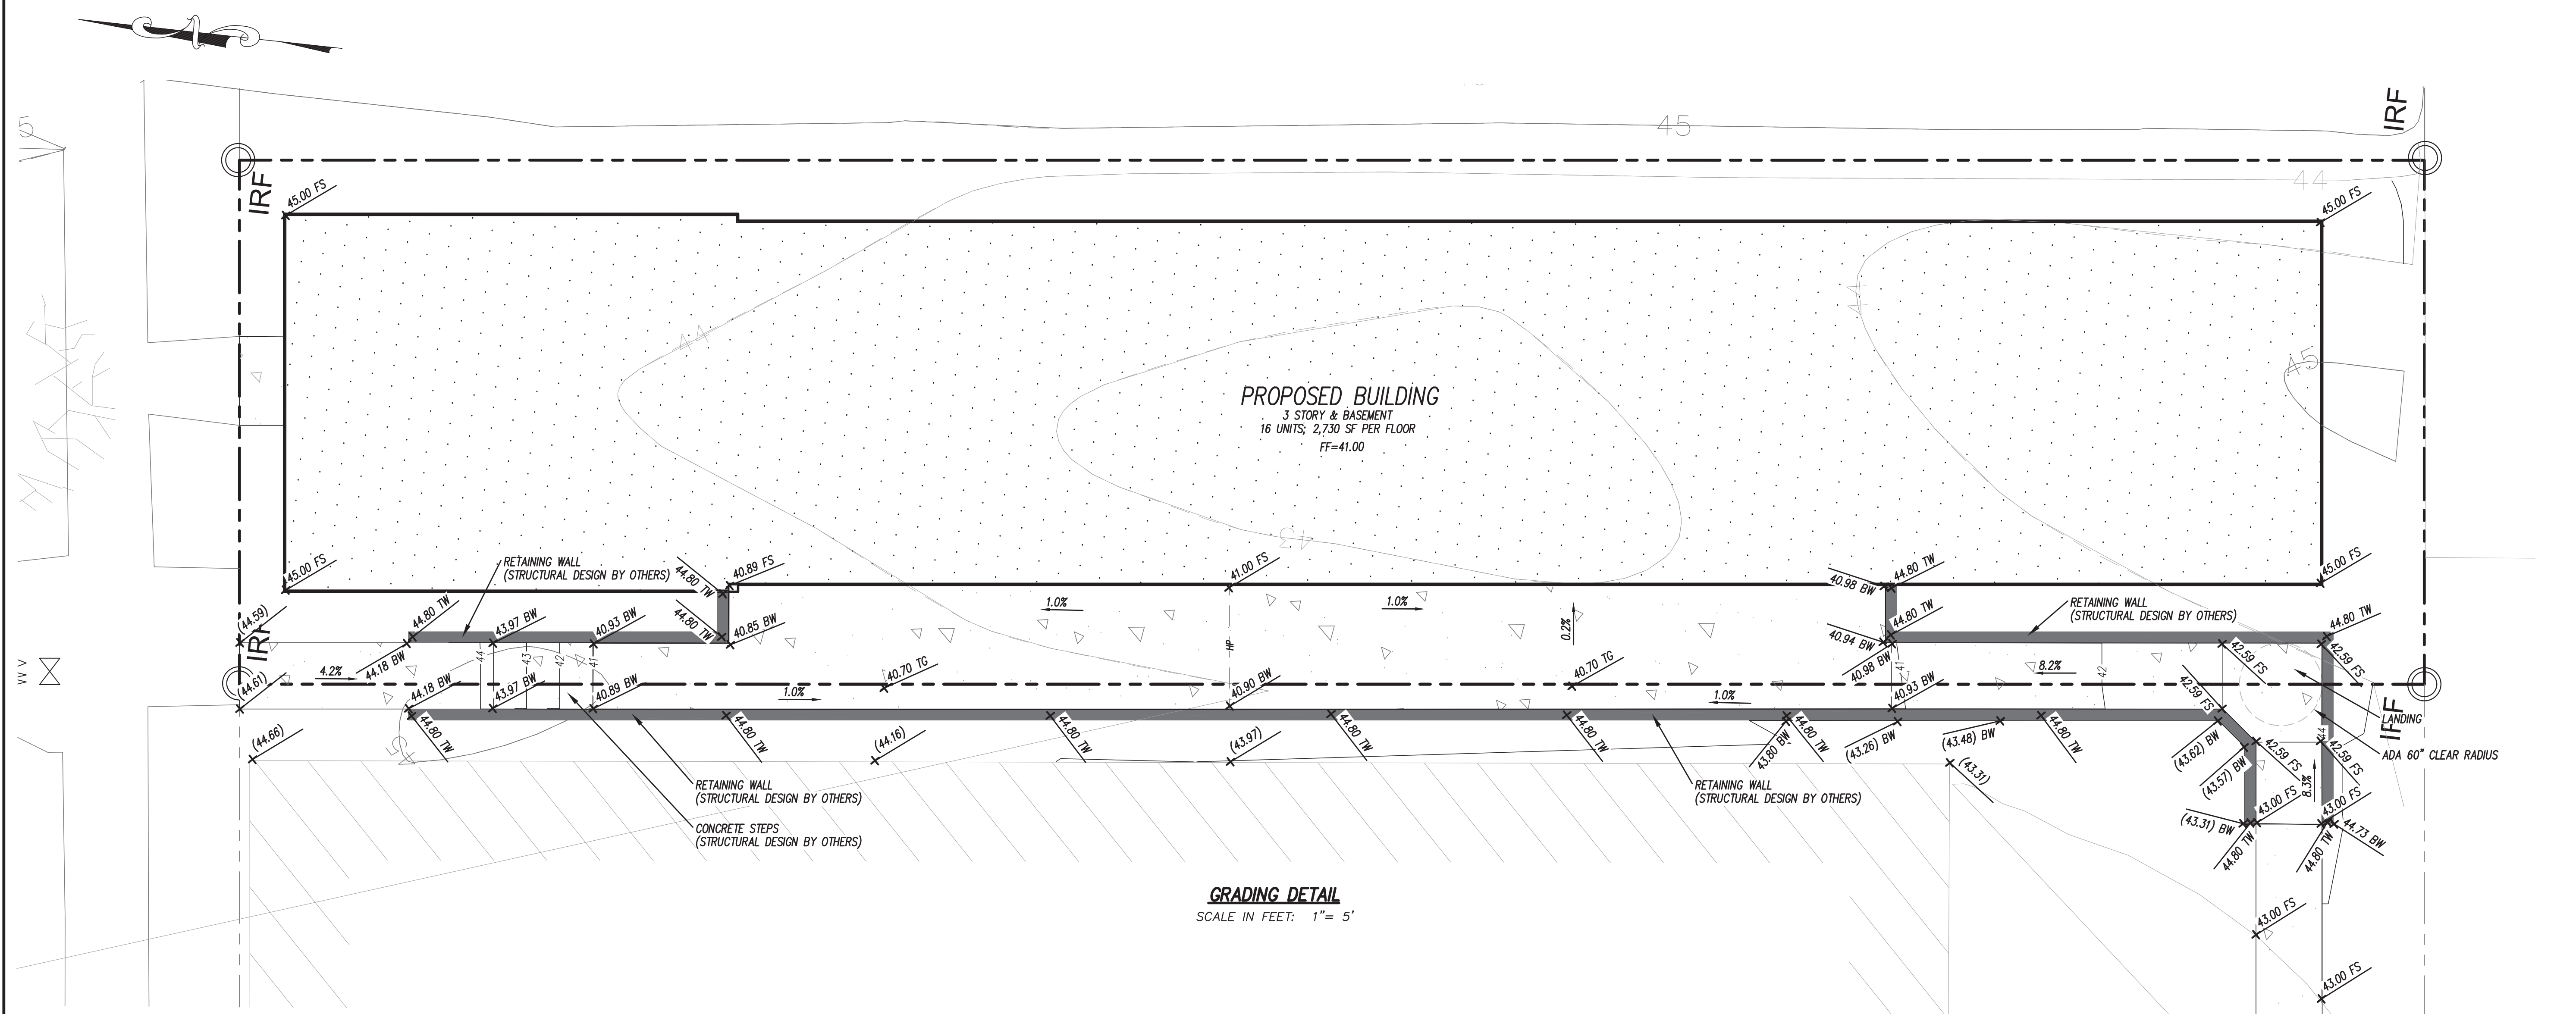 N
45
IRF
44
IRF
5
45.00 FS
45.00 FS
44
44
45
PROPOSED BUILDING
3 STORY & BASEMENT
16 UNITS; 2,730 SF PER FLOOR
FF=41.00
43
RETAINING WALL
(STRUCTURAL DESIGN BY OTHERS)
45.00 FS
44.80 TW
40.89 FS
41.00 FS
40.98 BW
44.80 TW
45.00 FS
(44.59)
IRF
44.80 TW
43.97 BW
40.93 BW
44.80 TW
40.85 BW
1.0%
1.0%
0.2%
HP
44.80 TW
40.94 BW
40.98 BW
RETAINING WALL
(STRUCTURAL DESIGN BY OTHERS)
44.80 TW
44
43
42
41
4.2%
44.18 BW
40.70 TG
40.70 TG
41
8.2%
42
42.59 FS
42.59 FS
(44.61)
44.18 BW
43.97 BW
40.89 BW
1.0%
40.90 BW
1.0%
40.93 BW
42.59 FS
IRF
LANDING
(44.66)
44.80 TW
44.80 TW
(44.16)
44.80 TW
(43.97)
44.80 TW
44.80 TW
43.80 BW
44.80 TW
(43.26) BW
(43.48) BW
44.80 TW
(43.62) BW
(43.57) BW
42.59 FS
44
42.59 FS
ADA 60" CLEAR RADIUS
45
RETAINING WALL
(STRUCTURAL DESIGN BY OTHERS)
RETAINING WALL
(STRUCTURAL DESIGN BY OTHERS)
(43.31)
8.3%
CONCRETE STEPS
(STRUCTURAL DESIGN BY OTHERS)
(43.31) BW
43.00 FS
43.00 FS
44.80 TW
44.80 TW
44.73 BW
GRADING DETAIL
SCALE IN FEET: 1"= 5'
43.00 FS
43.00 FS